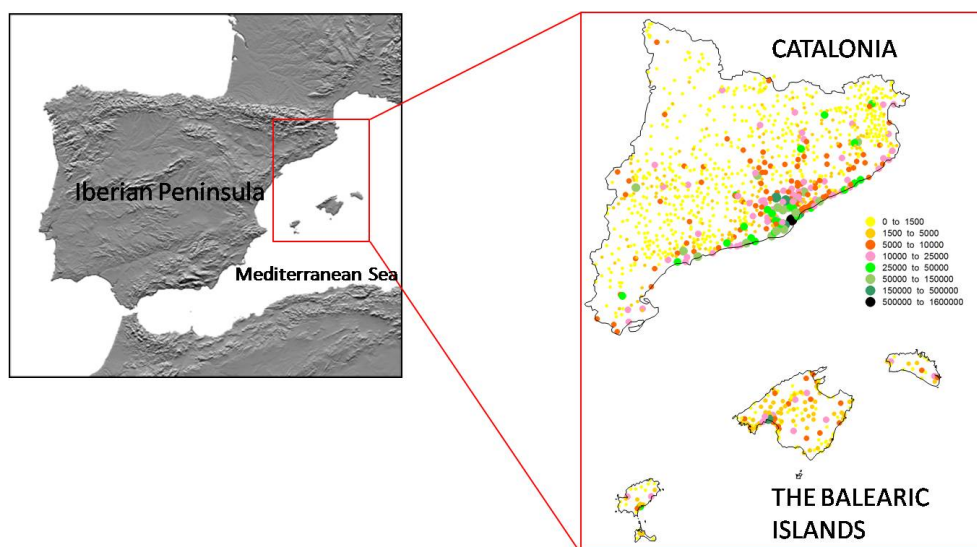 Iberian Peninsula
Mediterranean Sea
CATALONIA
0 to 1500
1500 to 5000
5000 to 10000
10000 to 25000
25000 to 50000
50000 to 150000
150000 to 500000
500000 to 1600000
THE BALEARIC
ISLANDS